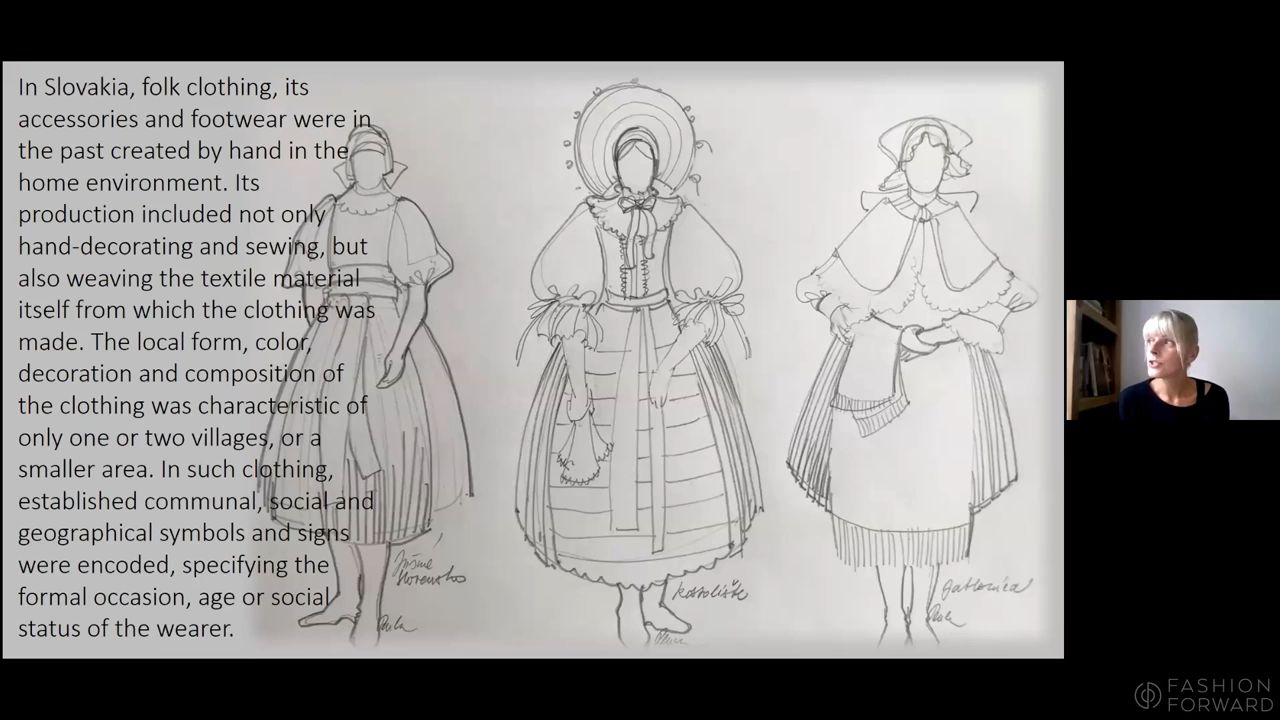 In Slovakia, folk clothing, its
accessories and footwear were in
the past created by hand in the
home environment. Its
production included not only
hand-decorating and sewing, but
also weaving the textile material
itself from which the clothing was
made. The local form, color,
decoration and composition of
the clothing was characteristic of
only one or two villages, or a
smaller area. In such clothing,
established communal, social and
geographical symbols and signs
were encoded, specifying the
formal occasion, age or social
status of the wearer.
FASHION
FORWARD